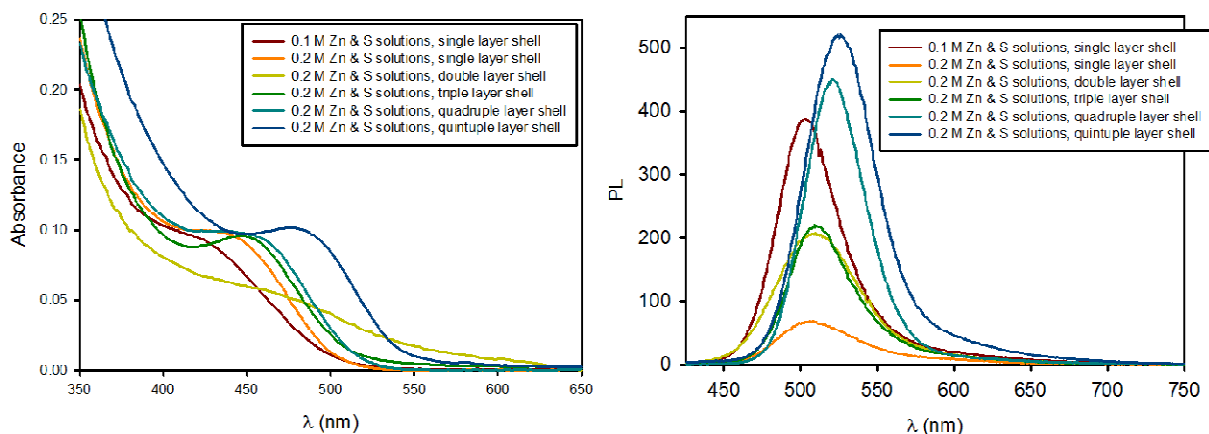 0.25
0.20
0.15
0.10
0.05
0.00
Absorbance
0.1 M Zn & S solutions, single layer shell
0.2 M Zn & S solutions, single layer shell
0.2 M Zn & S solutions, double layer shell
0.2 M Zn & S solutions, triple layer shell
0.2 M Zn & S solutions, quadruple layer shell
0.2 M Zn & S solutions, quintuple layer shell
350 400 450 500 550 600 650
λ (nm)
500
400
300
200
100
0
PL
0.1 M Zn & S solutions, single layer shell
0.2 M Zn & S solutions, single layer shell
0.2 M Zn & S solutions, double layer shell
0.2 M Zn & S solutions, triple layer shell
0.2 M Zn & S solutions, quadruple layer shell
0.2 M Zn & S solutions, quintuple layer shell
450 500 550 600 650 700 750
λ (nm)